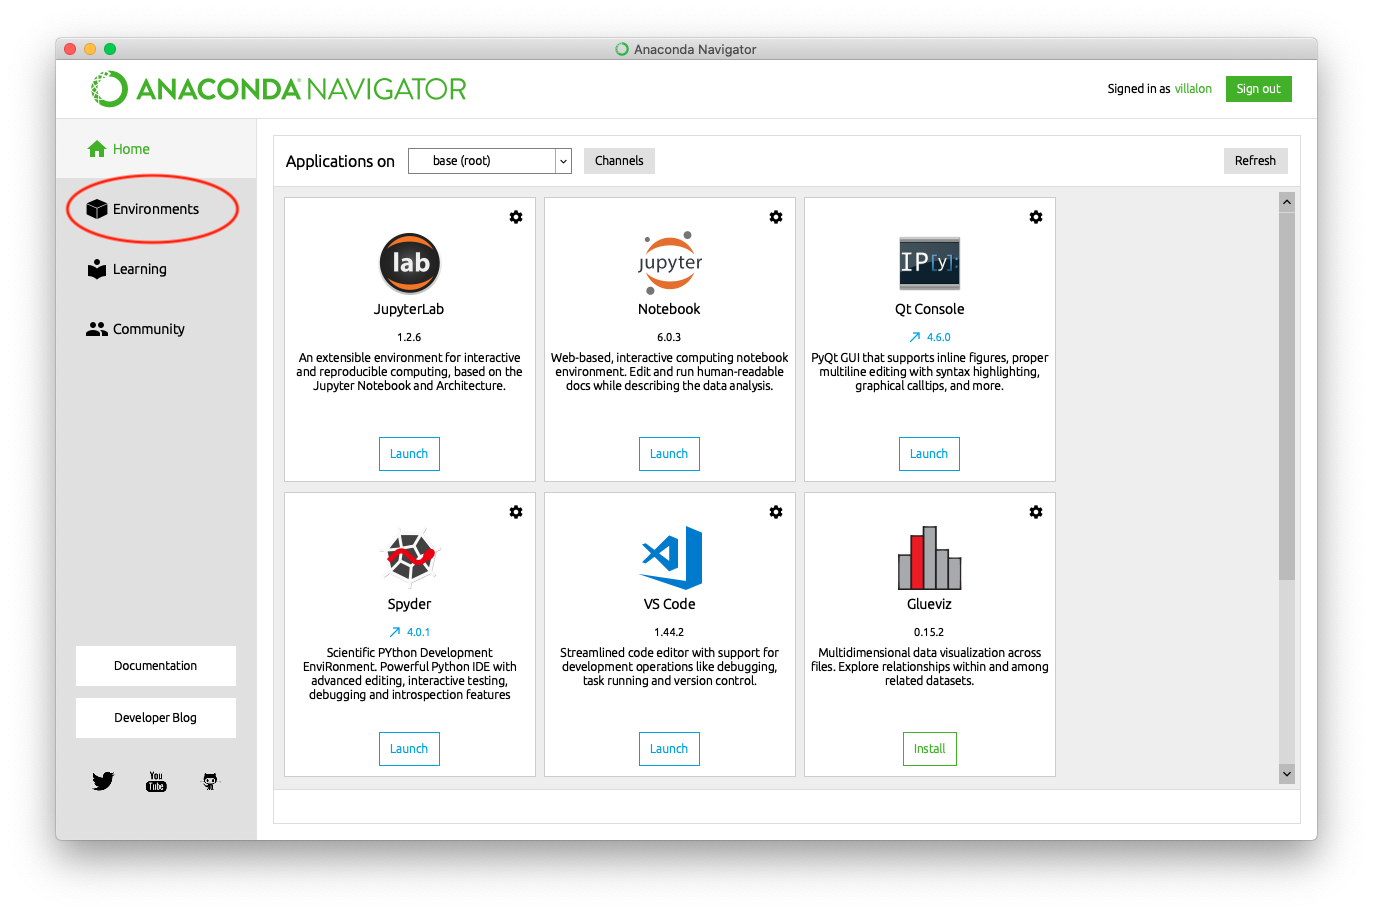 Anaconda Navigator
ANACONDA NAVIGATOR
Signed in as villalon
Sign out
Home
Environments
Learning
Community
Documentation
Developer Blog
You
Tube
Applications on
base (root)
Channels
Refresh
lab
JupyterLab
1.2.6
An extensible environment for interactive
and reproducible computing, based on the
Jupyter Notebook and Architecture.
Launch
jupyter
Notebook
6.0.3
Web-based, interactive computing notebook
environment. Edit and run human-readable
docs while describing the data analysis.
Launch
IP[y]:
Qt Console
4.6.0
PyQt GUI that supports inline figures, proper
multiline editing with syntax highlighting,
graphical calltips, and more.
Launch
Spyder
4.0.1
Scientific PYthon Development
EnviRonment. Powerful Python IDE with
advanced editing, interactive testing,
debugging and introspection features
Launch
VS Code
1.44.2
Streamlined code editor with support for
development operations like debugging,
task running and version control.
Launch
Glueviz
0.15.2
Multidimensional data visualization across
files. Explore relationships within and among
related datasets.
Install